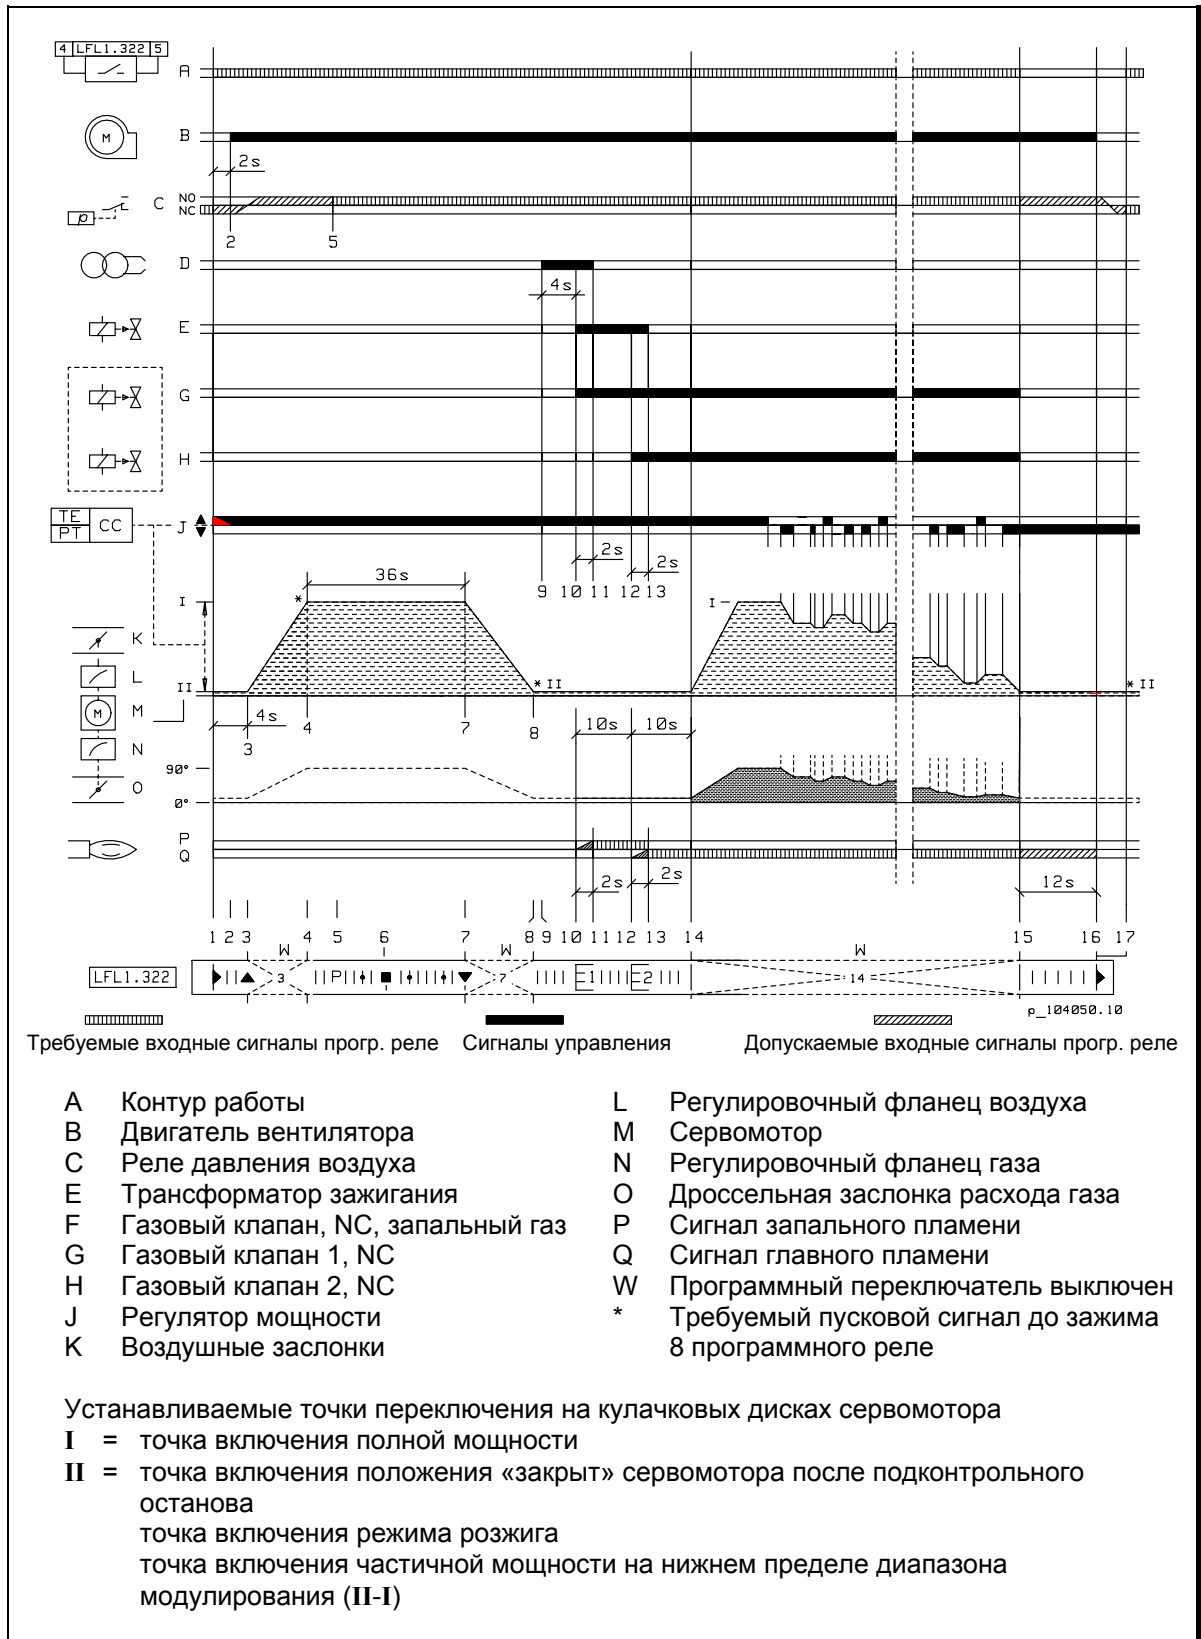 4 LFL1.322 5
A
M
B
2s
C NO
NC
p
2 5
D
4s
E
G
H
TE
PT CC
J
2s
2s
36s
9 10 11 12 13
I
*
I
K
L
II
* II
* II
M M
4s
3 4 7 8
10s 10s
N
90°
O
0°
P
Q
2s 2s
12s
1 2 3 4 5 6 7 8 9 10 11 12 13 14 15 16 17
W W W
LFL1.322
3 P 7 1 2 14
p_104050.10
Требуемые входные сигналы прогр. реле Сигналы управления Допускаемые входные сигналы прогр. реле
A Контур работы
B Двигатель вентилятора
C Реле давления воздуха
E Трансформатор зажигания
F Газовый клапан, NC, запальный газ
G Газовый клапан 1, NC
H Газовый клапан 2, NC
J Регулятор мощности
K Воздушные заслонки
L Регулировочный фланец воздуха
M Сервомотор
N Регулировочный фланец газа
O Дроссельная заслонка расхода газа
P Сигнал запального пламени
Q Сигнал главного пламени
W Программный переключатель выключен
* Требуемый пусковой сигнал до зажима
8 программного реле
Устанавливаемые точки переключения на кулачковых дисках сервомотора
I = точка включения полной мощности
II = точка включения положения «закрыт» сервомотора после подконтрольного
останова
точка включения режима розжига
точка включения частичной мощности на нижнем пределе диапазона
модулирования (II-I)